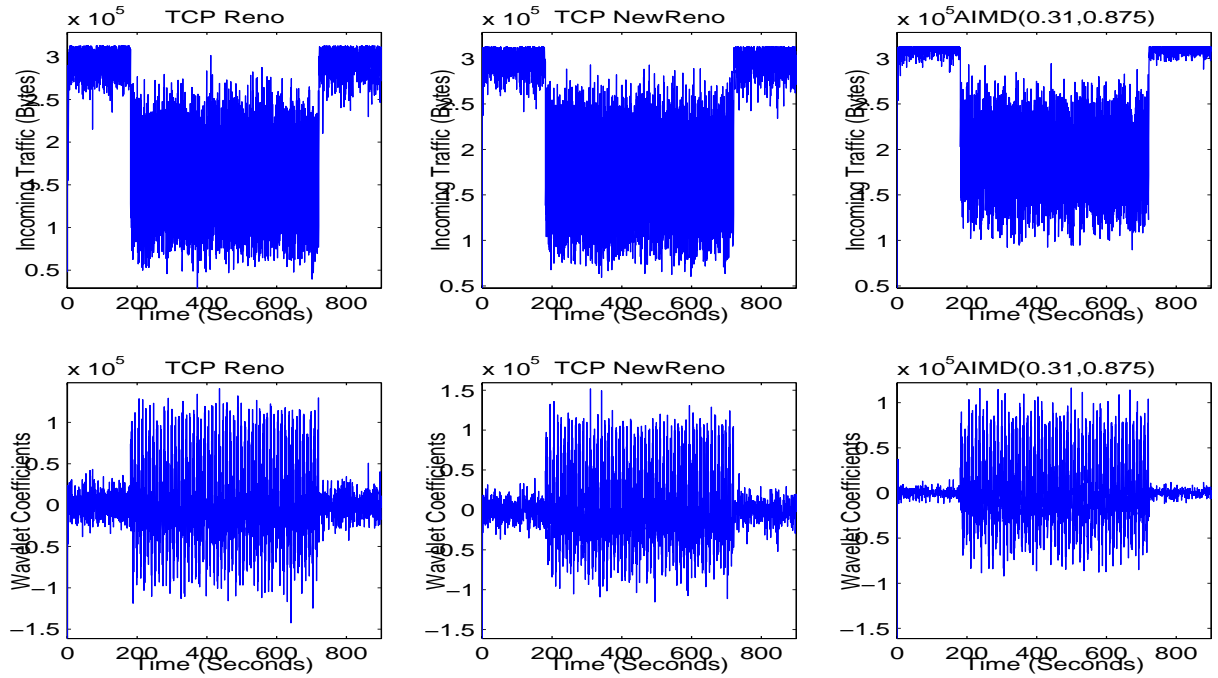 x 10^5 TCP Reno
Incoming Traffic (Bytes)
3
2.5
2
1.5
1
0.5
0 200 400 600 800
Time (Seconds)
x 10^5 TCP NewReno
Incoming Traffic (Bytes)
3
2.5
2
1.5
1
0.5
0 200 400 600 800
Time (Seconds)
x 10^5 AIMD(0.31,0.875)
Incoming Traffic (Bytes)
3
2.5
2
1.5
1
0.5
0 200 400 600 800
Time (Seconds)
x 10^5 TCP Reno
Wavelet Coefficients
1
0.5
0
−0.5
−1
−1.5
0 200 400 600 800
Time (Seconds)
x 10^5 TCP NewReno
Wavelet Coefficients
1.5
1
0.5
0
−0.5
−1
−1.5
0 200 400 600 800
Time (Seconds)
x 10^5 AIMD(0.31,0.875)
Wavelet Coefficients
1
0.5
0
−0.5
−1
−1.5
0 200 400 600 800
Time (Seconds)